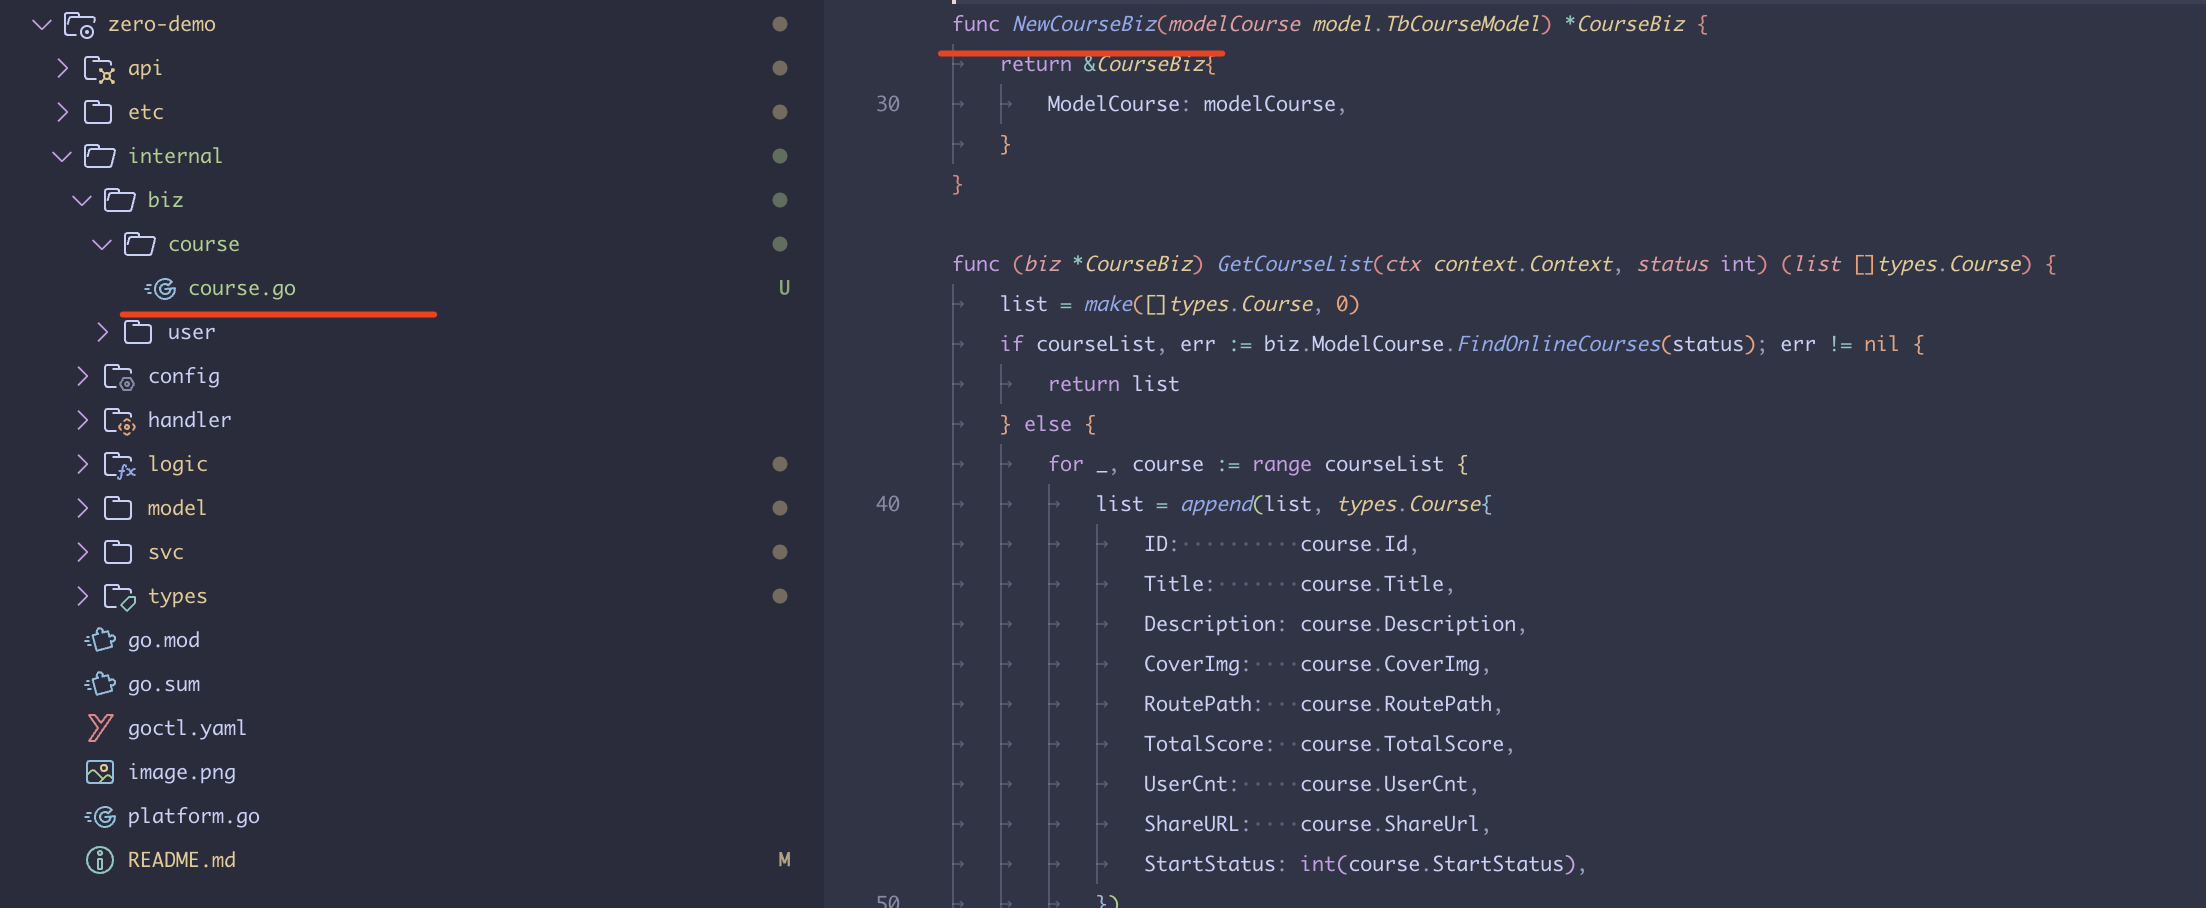 zero-demo
api
etc
internal
biz
course
course.go U
user
config
handler
logic
model
svc
types
go.mod
go.sum
goctl.yaml
image.png
platform.go
README.md M
func NewCourseBiz(modelCourse model.TbCourseModel) *CourseBiz {
return &CourseBiz{
30 ModelCourse: modelCourse,
}
}
func (biz *CourseBiz) GetCourseList(ctx context.Context, status int) (list []types.Course) {
list = make([]types.Course, 0)
if courseList, err := biz.ModelCourse.FindOnlineCourses(status); err != nil {
return list
} else {
for _, course := range courseList {
40 list = append(list, types.Course{
ID: course.Id,
Title: course.Title,
Description: course.Description,
CoverImg: course.CoverImg,
RoutePath: course.RoutePath,
TotalScore: course.TotalScore,
UserCnt: course.UserCnt,
ShareURL: course.ShareUrl,
StartStatus: int(course.StartStatus),
50 })